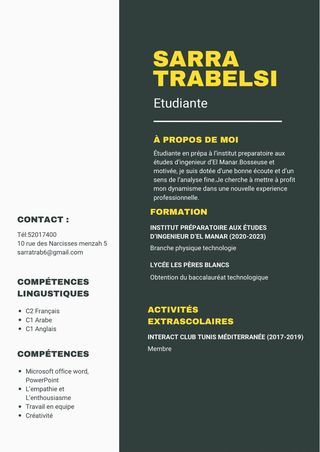 SARRA
TRABELSI
Etudiante
À PROPOS DE MOI
Étudiante en prépa à l'institut preparatoire aux
études d'ingenieur d'El Manar.Bosseuse et
motivée, je suis dotée d'une bonne écoute et d'un
sens de l'analyse fine.Je cherche à mettre à profit
mon dynamisme dans une nouvelle experience
professionnelle.
FORMATION
INSTITUT PRÉPARATOIRE AUX ÉTUDES
D'INGENIEUR D'EL MANAR (2020-2023)
Branche physique technologie
LYCÉE LES PÈRES BLANCS
Obtention du baccalauréat technologique
ACTIVITÉS
EXTRASCOLAIRES
INTERACT CLUB TUNIS MÉDITERRANÉE (2017-2019)
Membre
CONTACT :
Tél:52017400
10 rue des Narcisses menzah 5
sarratrab6@gmail.com
COMPÉTENCES
LINGUSTIQUES
C2 Français
C1 Arabe
C1 Anglais
COMPÉTENCES
Microsoft office word,
PowerPoint
L'empathie et
L'enthousiasme
Travail en equipe
Créativité